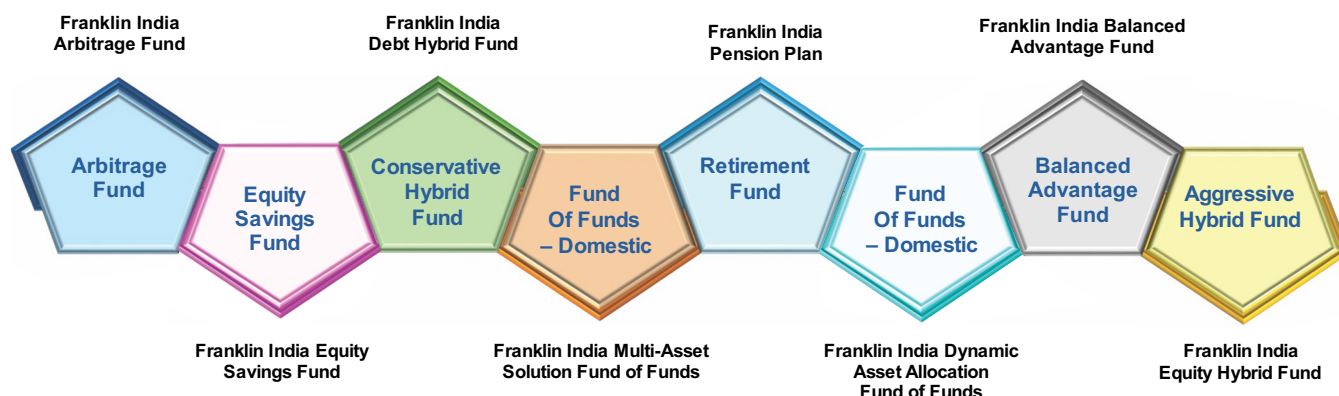 Franklin India
Arbitrage Fund
Franklin India
Debt Hybrid Fund
Franklin India
Pension Plan
Franklin India Balanced
Advantage Fund
Arbitrage
Fund
Equity
Savings
Fund
Conservative
Hybrid
Fund
Fund
Of Funds
– Domestic
Retirement
Fund
Fund
Of Funds
– Domestic
Balanced
Advantage
Fund
Aggressive
Hybrid Fund
Franklin India Equity
Savings Fund
Franklin India Multi-Asset
Solution Fund of Funds
Franklin India Dynamic
Asset Allocation
Fund of Funds
Franklin India
Equity Hybrid Fund